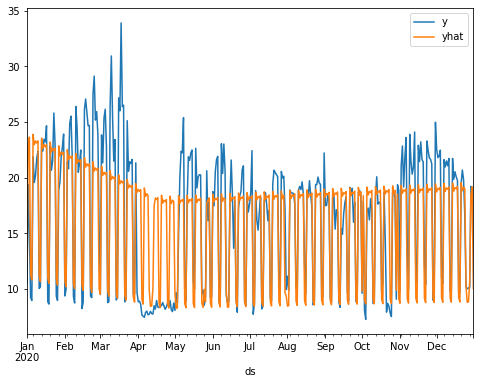 35
30
25
20
15
10
y
yhat
Jan
2020
Feb
Mar
Apr
May
Jun
Jul
Aug
Sep
Oct
Nov
Dec
ds